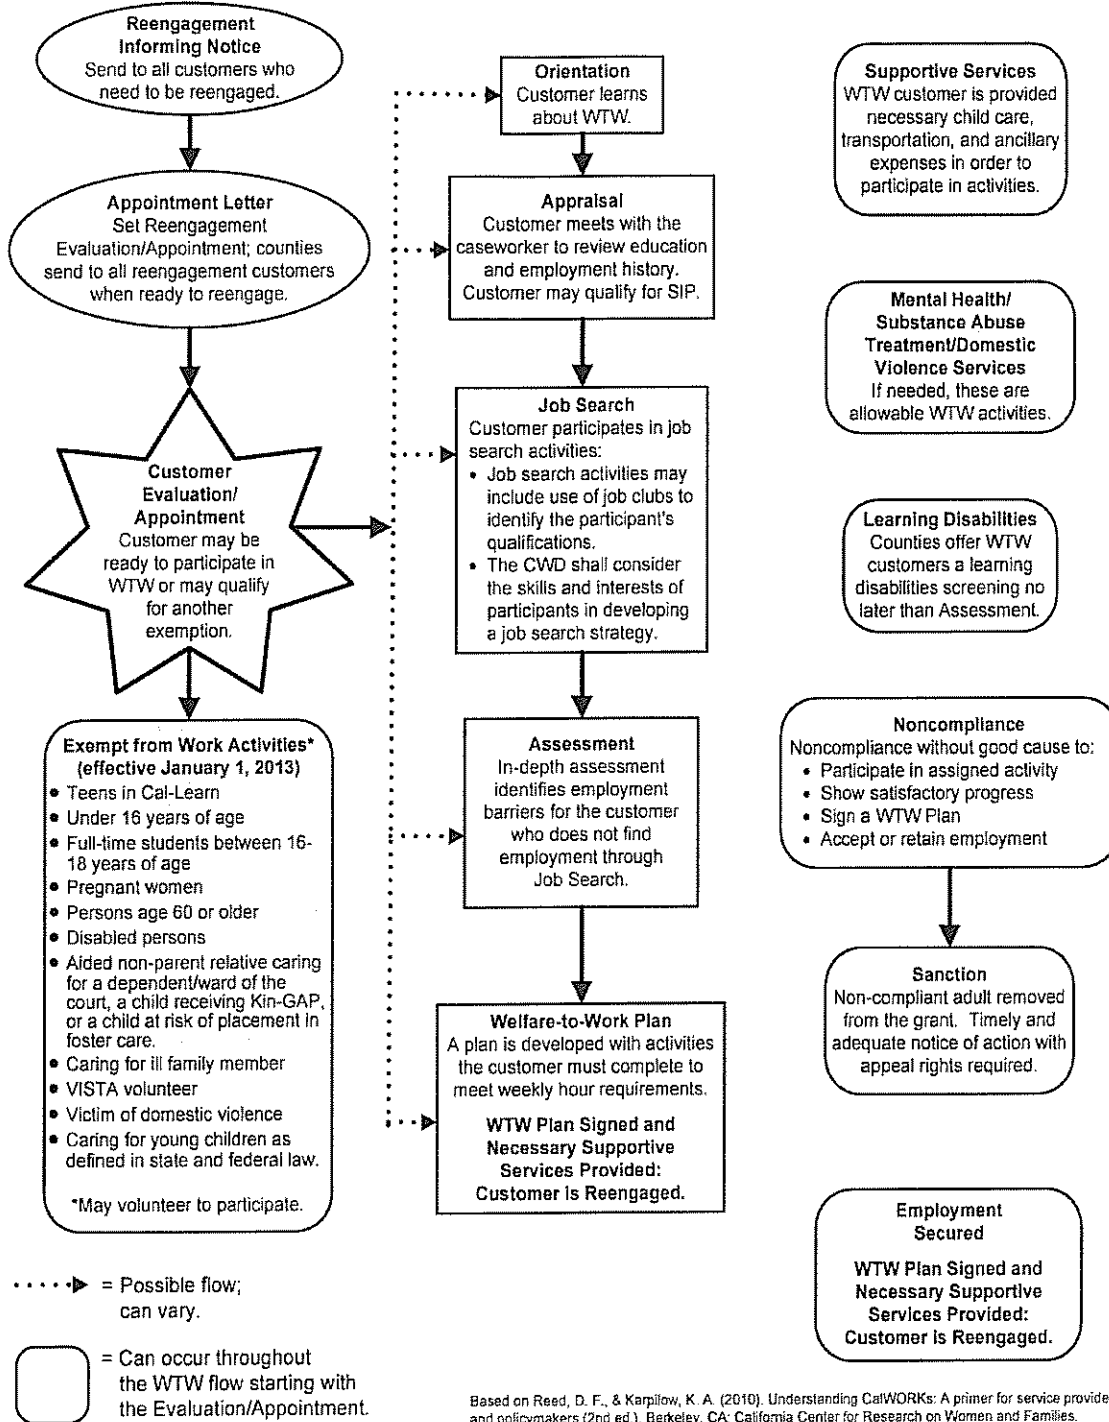 Reengagement
Informing Notice
Send to all customers who
need to be reengaged.
Appointment Letter
Set Reengagement
Evaluation/Appointment; counties
send to all reengagement customers
when ready to reengage.
Customer
Evaluation/
Appointment
Customer may be
ready to participate in
WTW or may qualify
for another
exemption.
Exempt from Work Activities*
(effective January 1, 2013)
• Teens in Cal-Learn
• Under 16 years of age
• Full-time students between 16-
18 years of age
• Pregnant women
• Persons age 60 or older
• Disabled persons
• Aided non-parent relative caring
for a dependent/ward of the
court, a child receiving Kin-GAP,
or a child at risk of placement in
foster care.
• Caring for ill family member
• VISTA volunteer
• Victim of domestic violence
• Caring for young children as
defined in state and federal law.
*May volunteer to participate.
= Possible flow;
can vary.
= Can occur throughout
the WTW flow starting with
the Evaluation/Appointment.
Orientation
Customer learns
about WTW.
Appraisal
Customer meets with the
caseworker to review education
and employment history.
Customer may qualify for SIP.
Job Search
Customer participates in job
search activities:
• Job search activities may
include use of job clubs to
identify the participant's
qualifications.
• The CWD shall consider
the skills and interests of
participants in developing
a job search strategy.
Assessment
In-depth assessment
identifies employment
barriers for the customer
who does not find
employment through
Job Search.
Welfare-to-Work Plan
A plan is developed with activities
the customer must complete to
meet weekly hour requirements.
WTW Plan Signed and
Necessary Supportive
Services Provided:
Customer is Reengaged.
Supportive Services
WTW customer is provided
necessary child care,
transportation, and ancillary
expenses in order to
participate in activities.
Mental Health/
Substance Abuse
Treatment/Domestic
Violence Services
If needed, these are
allowable WTW activities.
Learning Disabilities
Counties offer WTW
customers a learning
disabilities screening no
later than Assessment.
Noncompliance
Noncompliance without good cause to:
• Participate in assigned activity
• Show satisfactory progress
• Sign a WTW Plan
• Accept or retain employment
Sanction
Non-compliant adult removed
from the grant. Timely and
adequate notice of action with
appeal rights required.
Employment
Secured
WTW Plan Signed and
Necessary Supportive
Services Provided:
Customer is Reengaged.
Based on Reed, D. F., & Karpilow, K. A. (2010). Understanding CalWORKs: A primer for service provide
and policymakers (2nd ed.). Berkeley, CA: California Center for Research on Women and Families.